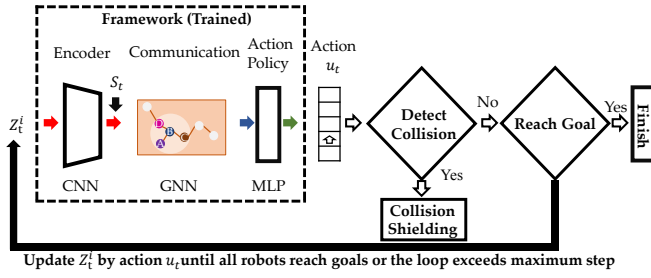 Framework (Trained)
Encoder
Communication
Action
Policy
Action
u_t
S_t
Z_t^i
D
B
C
A
CNN
GNN
MLP
Detect
Collision
No
Reach Goal
Yes
Finish
Yes
Collision
Shielding
Update Z_t^i by action u_t until all robots reach goals or the loop exceeds maximum step